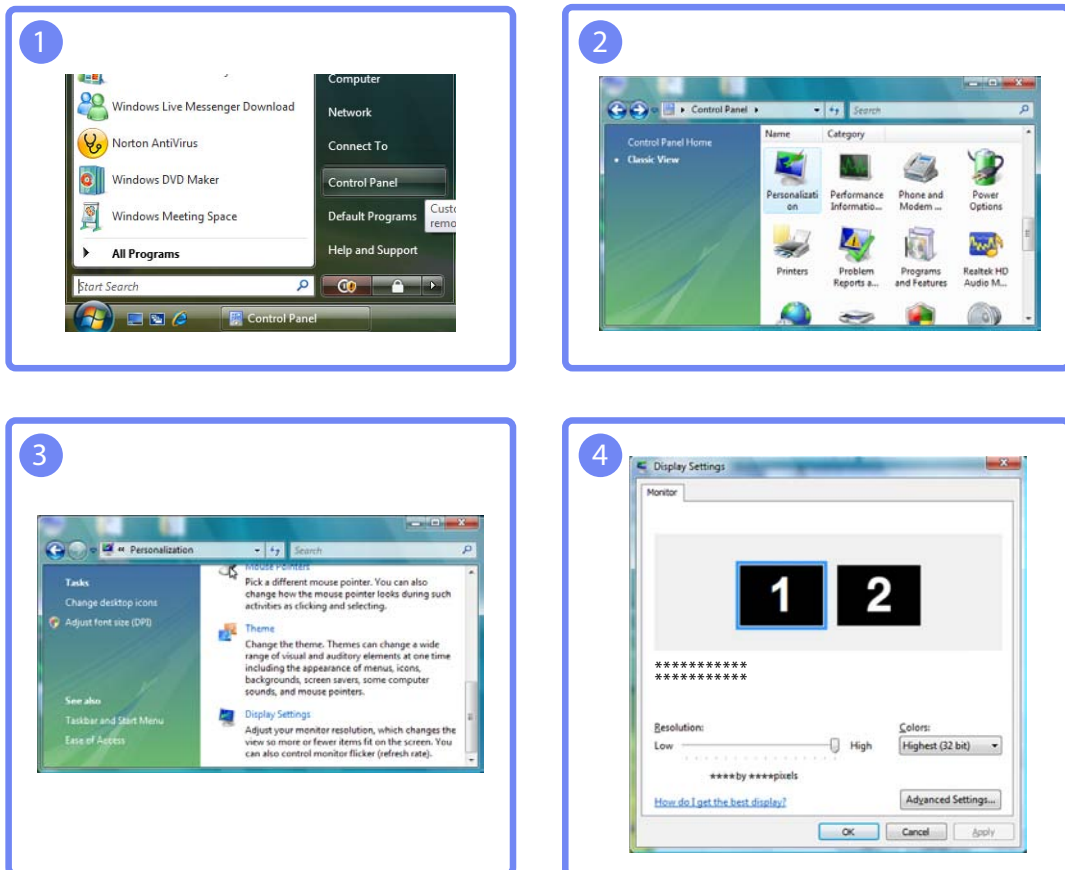 1
Computer
Windows Live Messenger Download
Network
Norton AntiVirus
Connect To
Windows DVD Maker
Control Panel
Windows Meeting Space
Default Programs
Custo
remo
All Programs
Help and Support
Start Search
Control Panel
2
Control Panel
Search
Control Panel Home
Classic View
Name Category
Personalizati
on
Performance
Informatio...
Phone and
Modem ...
Power
Options
Printers
Problem
Reports a...
Programs
and Features
Realtek HD
Audio M...
3
Personalization
Search
Tasks
Change desktop icons
Adjust font size (DPI)
See also
Taskbar and Start Menu
Ease of Access
Mouse Pointers
Pick a different mouse pointer. You can also
change how the mouse pointer looks during such
activities as clicking and selecting.
Theme
Change the theme. Themes can change a wide
range of visual and auditory elements at one time
including the appearance of menus, icons,
backgrounds, screen savers, some computer
sounds, and mouse pointers.
Display Settings
Adjust your monitor resolution, which changes the
view so more or fewer items fit on the screen. You
can also control monitor flicker (refresh rate).
4
Display Settings
Monitor
1 2
***********
***********
Resolution:
Low High
****by ****pixels
Colors:
Highest (32 bit)
How do I get the best display?
Advanced Settings...
OK Cancel Apply